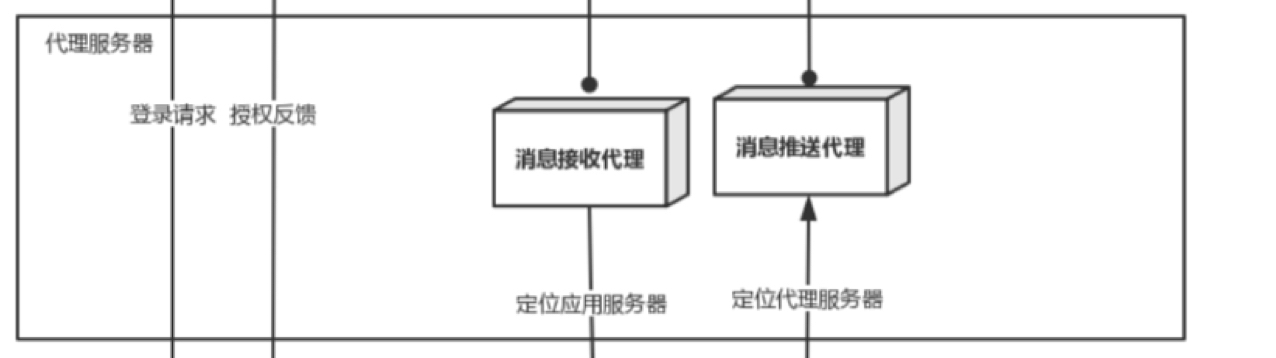 代理服务器
登录请求
授权反馈
消息接收代理
消息推送代理
定位应用服务器
定位代理服务器